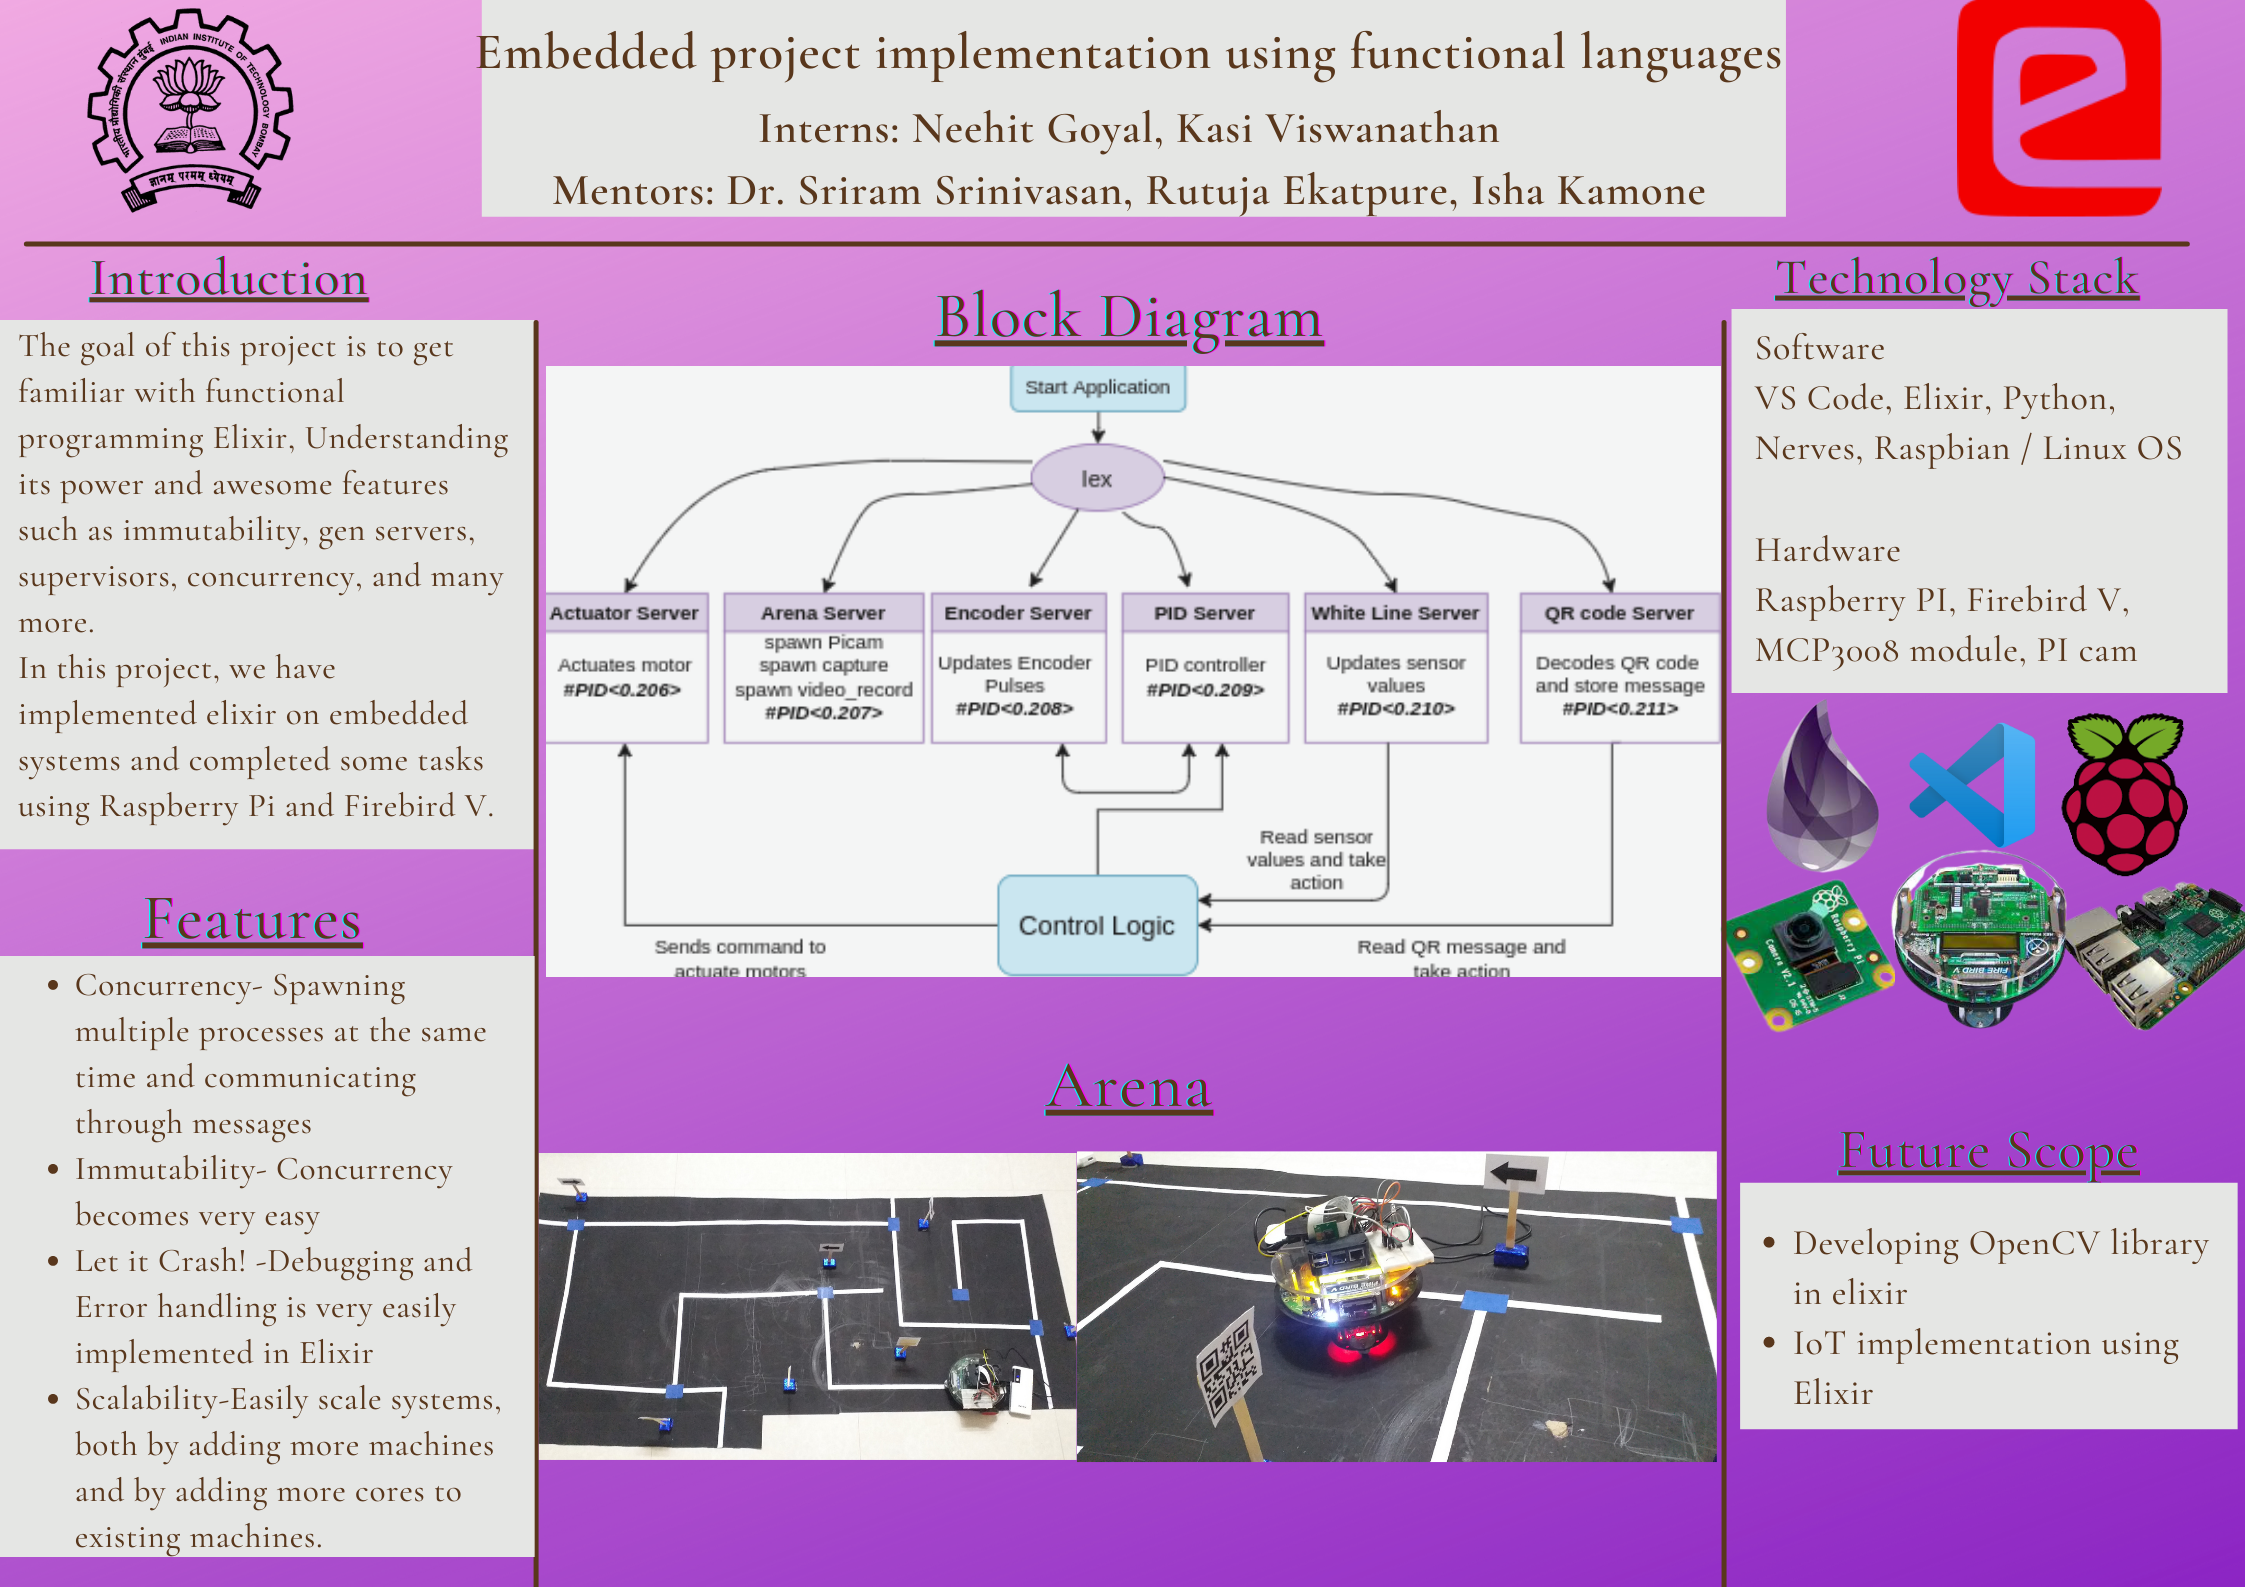 INDIAN INSTITUTE OF TECHNOLOGY BOMBAY
भारतीय प्रौद्योगिकी संस्थान मुंबई
ज्ञानम् परमम् ध्येयम्
Embedded project implementation using functional languages
Interns: Neehit Goyal, Kasi Viswanathan
Mentors: Dr. Sriram Srinivasan, Rutuja Ekatpure, Isha Kamone
Introduction
The goal of this project is to get
familiar with functional
programming Elixir, Understanding
its power and awesome features
such as immutability, gen servers,
supervisors, concurrency, and many
more.
In this project, we have
implemented elixir on embedded
systems and completed some tasks
using Raspberry Pi and Firebird V.
Features
• Concurrency- Spawning
multiple processes at the same
time and communicating
through messages
• Immutability- Concurrency
becomes very easy
• Let it Crash! -Debugging and
Error handling is very easily
implemented in Elixir
• Scalability-Easily scale systems,
both by adding more machines
and by adding more cores to
existing machines.
Block Diagram
Start Application
lex
Actuator Server
Actuates motor
#PID<0.206>
Arena Server
spawn Picam
spawn capture
spawn video_record
#PID<0.207>
Encoder Server
Updates Encoder
Pulses
#PID<0.208>
PID Server
PID controller
#PID<0.209>
White Line Server
Updates sensor
values
#PID<0.210>
QR code Server
Decodes QR code
and store message
#PID<0.211>
Read sensor
values and take
action
Control Logic
Sends command to
actuate motors
Read QR message and
take action
Arena
FIRE BIRD V
Technology Stack
Software
VS Code, Elixir, Python,
Nerves, Raspbian / Linux OS
Hardware
Raspberry PI, Firebird V,
MCP3008 module, PI cam
Raspberry Pi
Camera V2.1
FIRE BIRD V
Future Scope
• Developing OpenCV library
in elixir
• IoT implementation using
Elixir